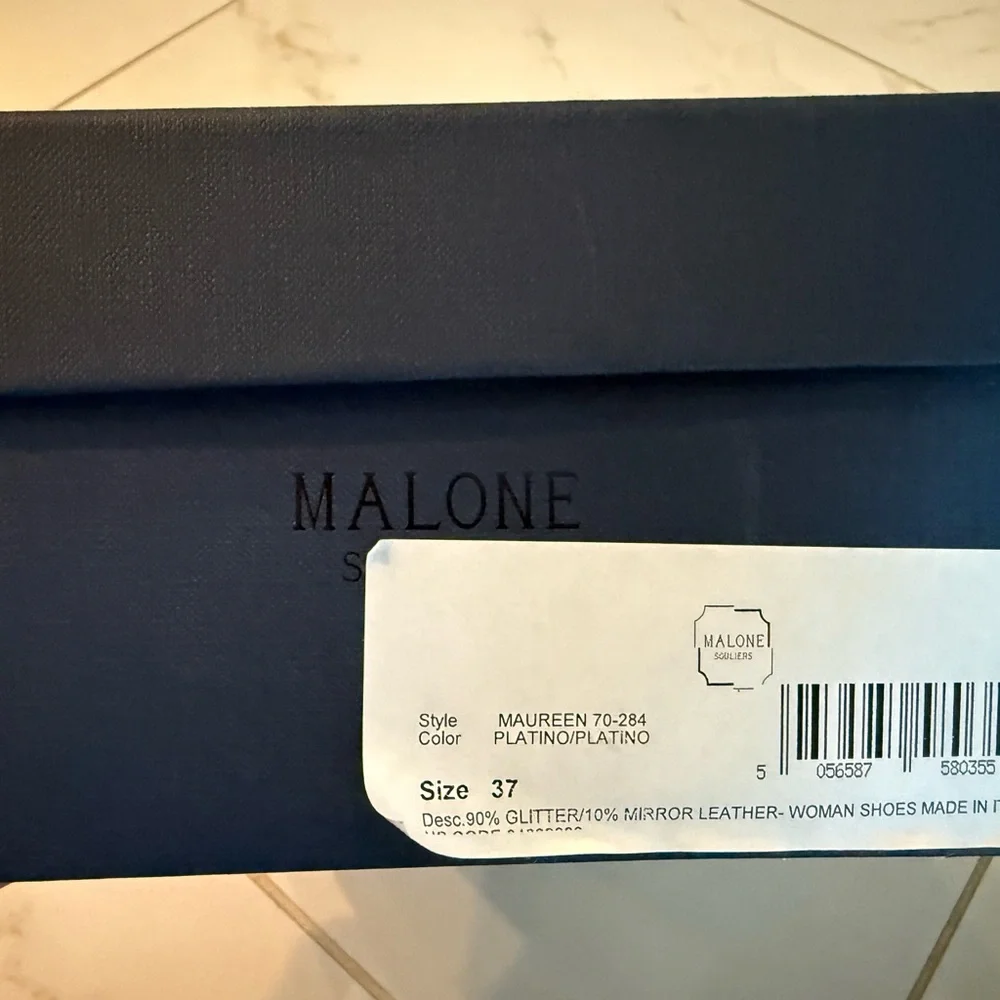 MALONE
S
MALONE
SOULIERS
Style MAUREEN 70-284
Color PLATINO/PLATINO
5 056587 580355
Size 37
Desc.90% GLITTER/10% MIRROR LEATHER- WOMAN SHOES MADE IN IT